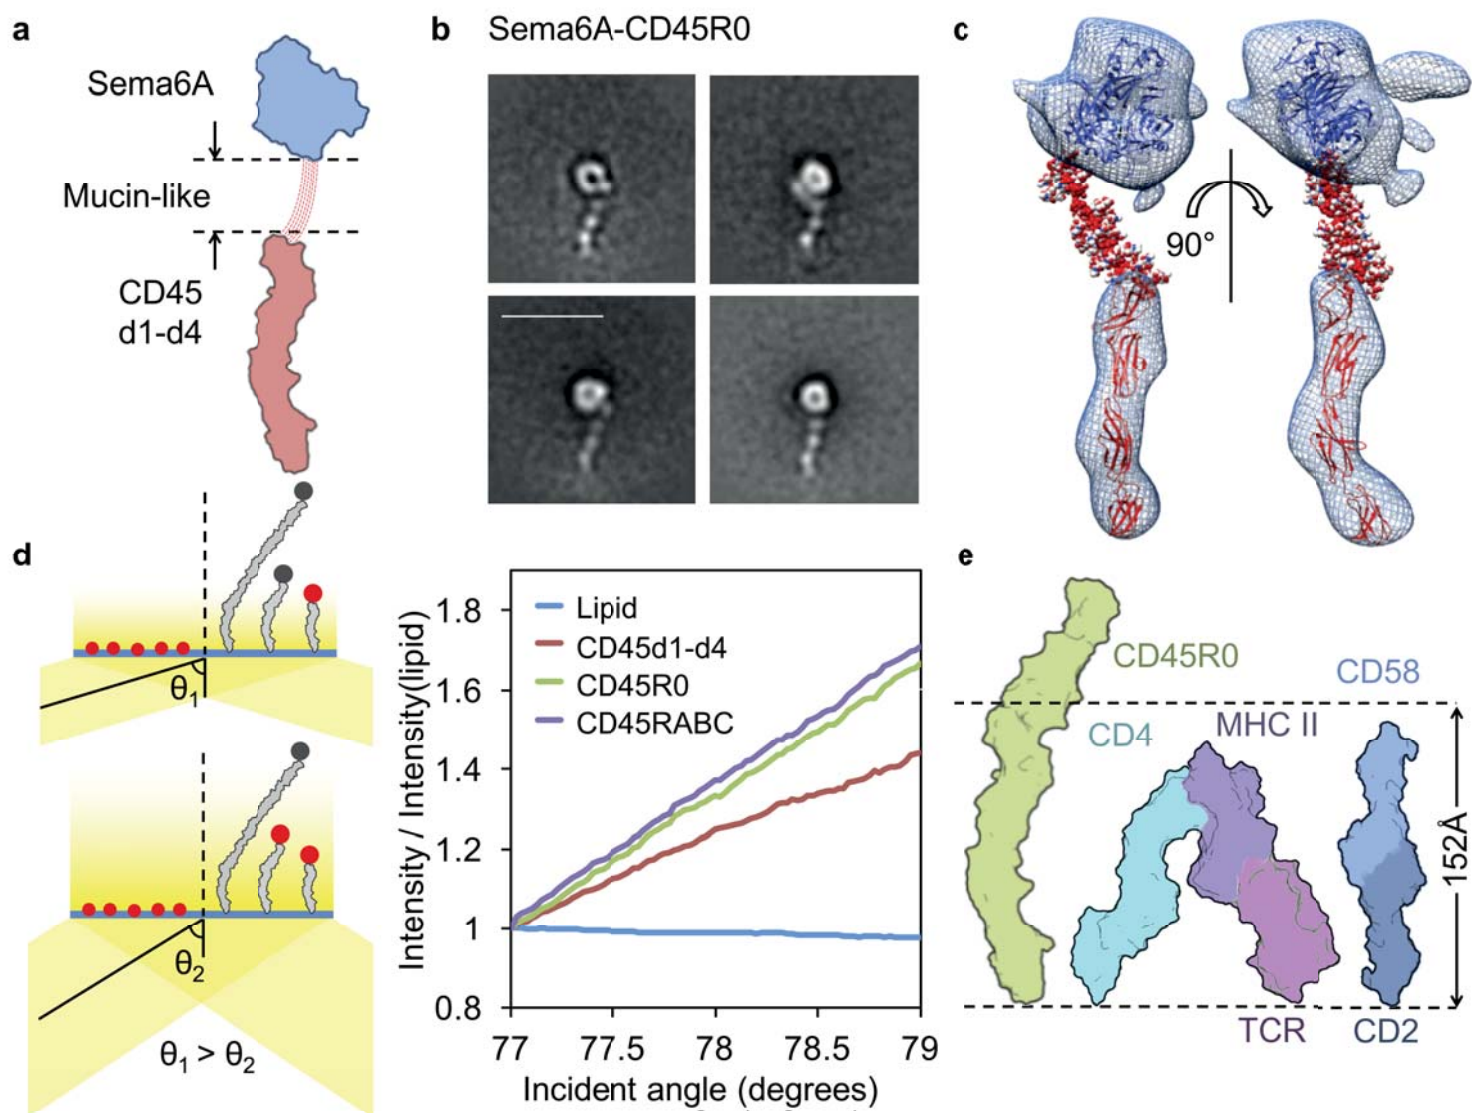 a
Sema6A
Mucin-like
CD45
d1-d4
b Sema6A-CD45R0
c
90°
d
θ1
θ2
θ1 > θ2
Intensity / Intensity(lipid)
1.8
1.6
1.4
1.2
1
0.8
Lipid
CD45d1-d4
CD45R0
CD45RABC
77 77.5 78 78.5 79
Incident angle (degrees)
e
CD45R0
CD58
CD4
MHC II
152Å
TCR
CD2